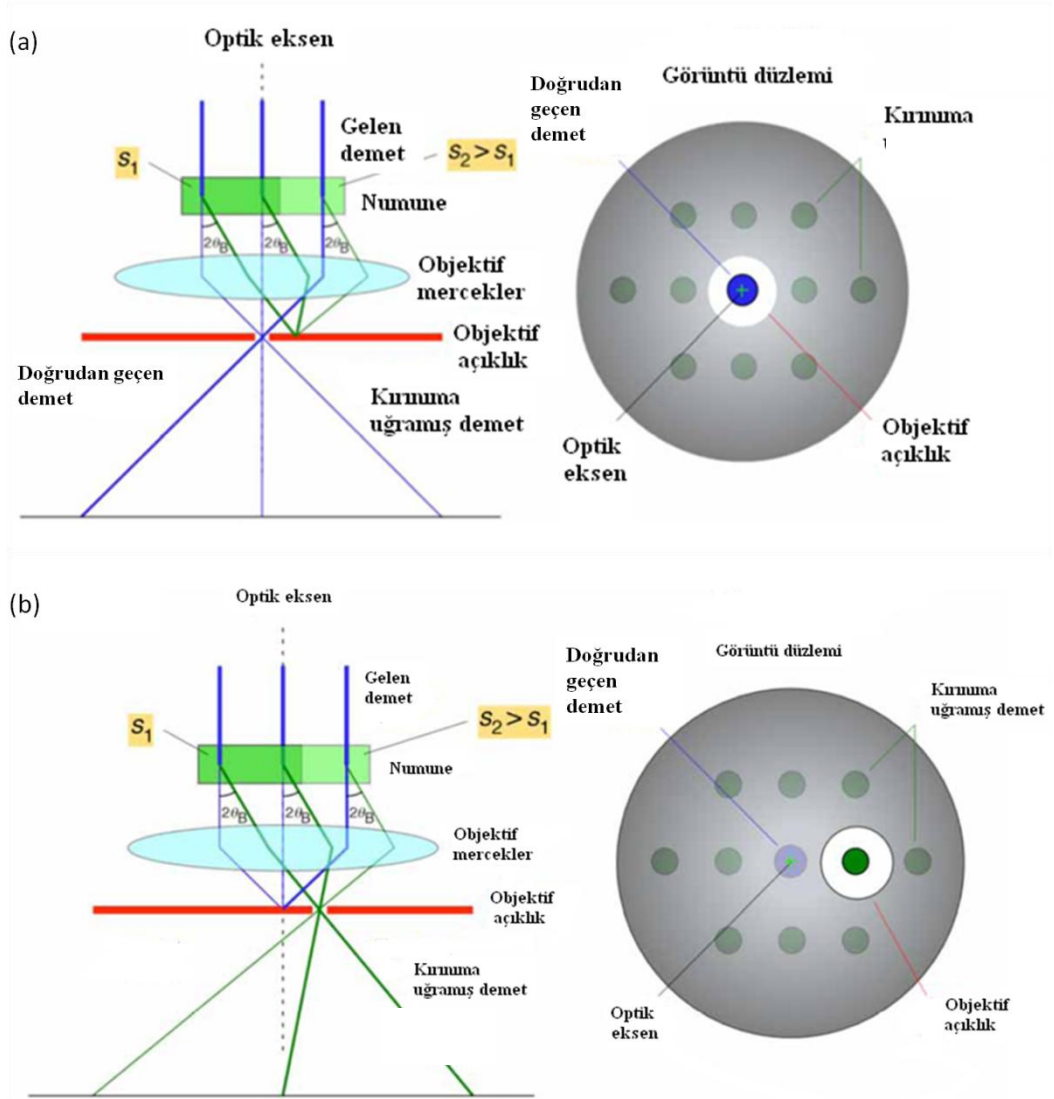 (a)
Optik eksen
Gelen
demet
S1
S2 > S1
Numune
2θB
2θB
2θB
Objektif
mercekler
Objektif
açıklık
Doğrudan geçen
demet
Kırınıma
uğramış demet
Doğrudan
geçen
demet
Görüntü düzlemi
Kırınıma
Optik
eksen
Objektif
açıklık
(b)
Optik eksen
Gelen
demet
S1
S2 > S1
Numune
2θB
2θB
2θB
Objektif
mercekler
Objektif
açıklık
Kırınıma
uğramış demet
Doğrudan
geçen
demet
Görüntü düzlemi
Kırınıma
uğramış demet
Optik
eksen
Objektif
açıklık